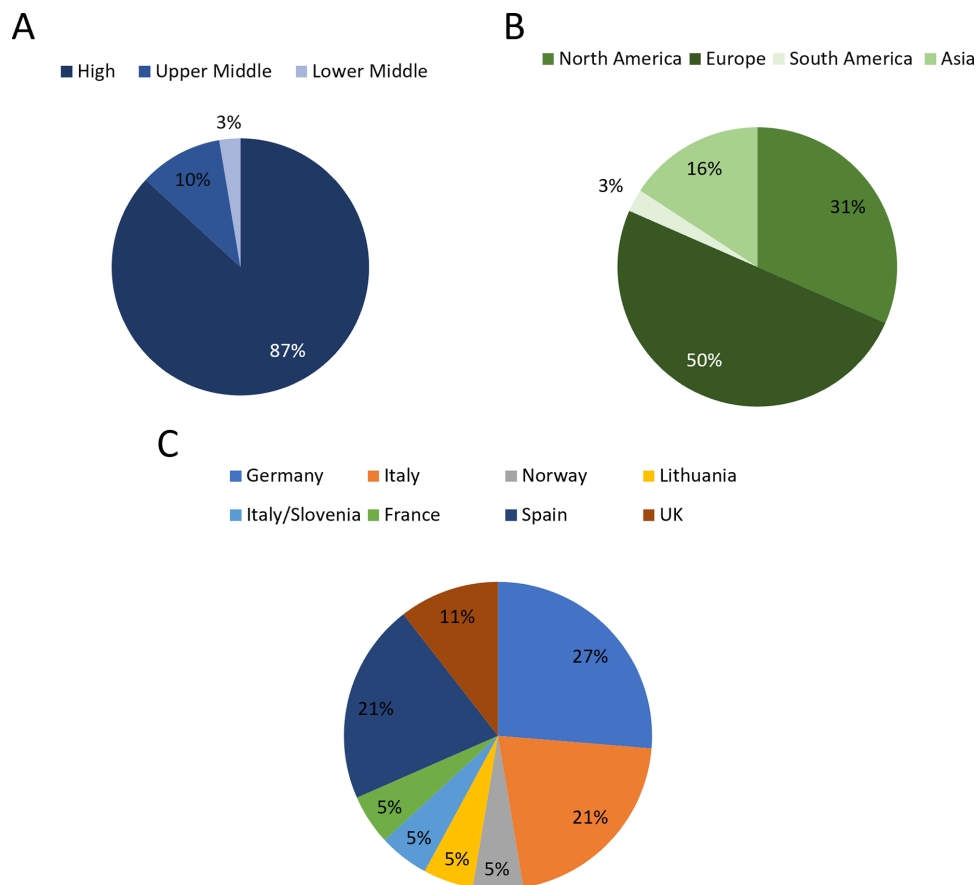 A
High Upper Middle Lower Middle
3%
10%
87%
B
North America Europe South America Asia
16%
3%
31%
50%
C
Germany Italy Norway Lithuania
Italy/Slovenia France Spain UK
11%
27%
21%
21%
5%
5%
5%
5%